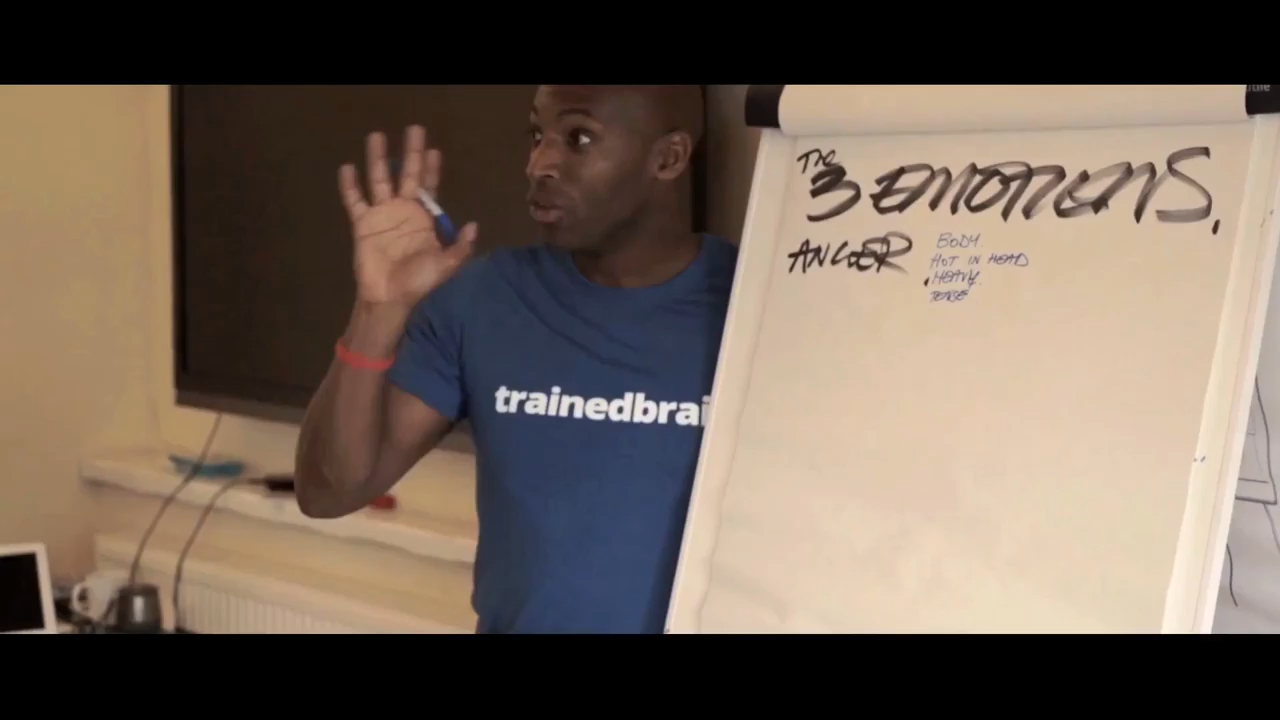 The
3 EMOTIONS.
ANGER
BODY.
HOT IN HEAD
. HEAVY.
TENSE
trainedbrai